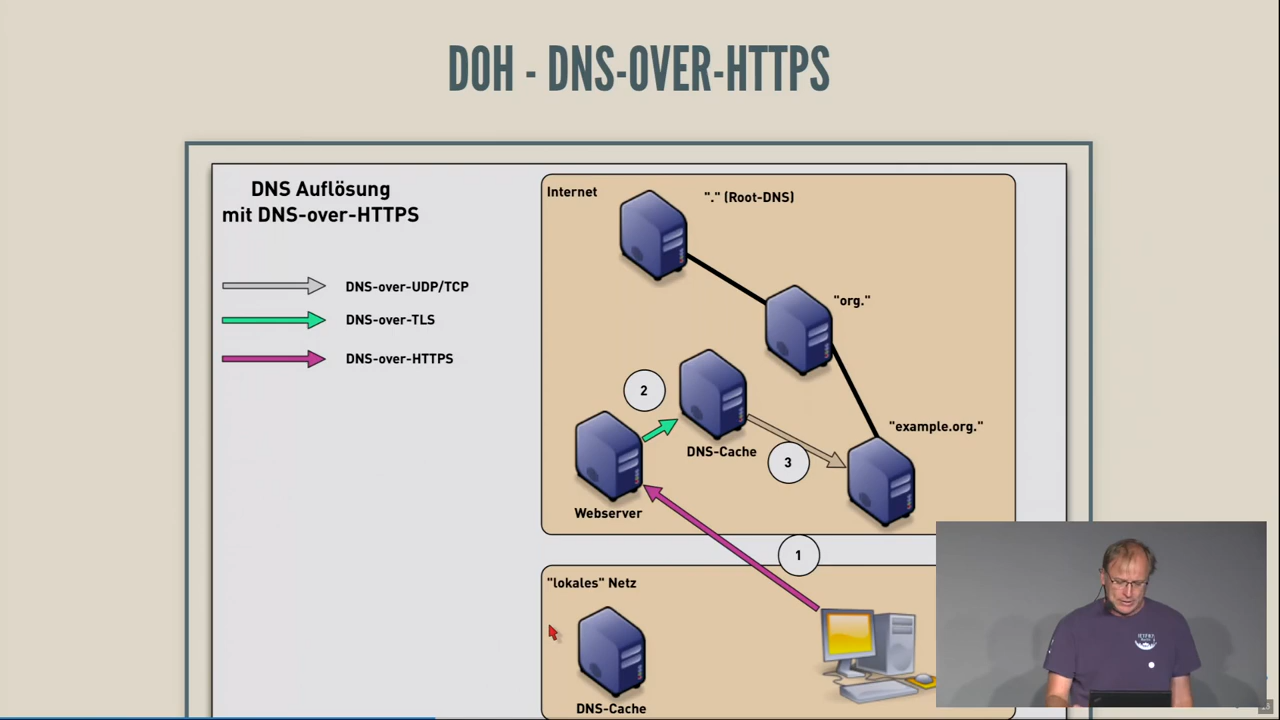 DOH - DNS-OVER-HTTPS
DNS Auflösung
mit DNS-over-HTTPS
DNS-over-UDP/TCP
DNS-over-TLS
DNS-over-HTTPS
Internet
"." (Root-DNS)
"org."
2
"example.org."
DNS-Cache
3
Webserver
1
"lokales" Netz
DNS-Cache